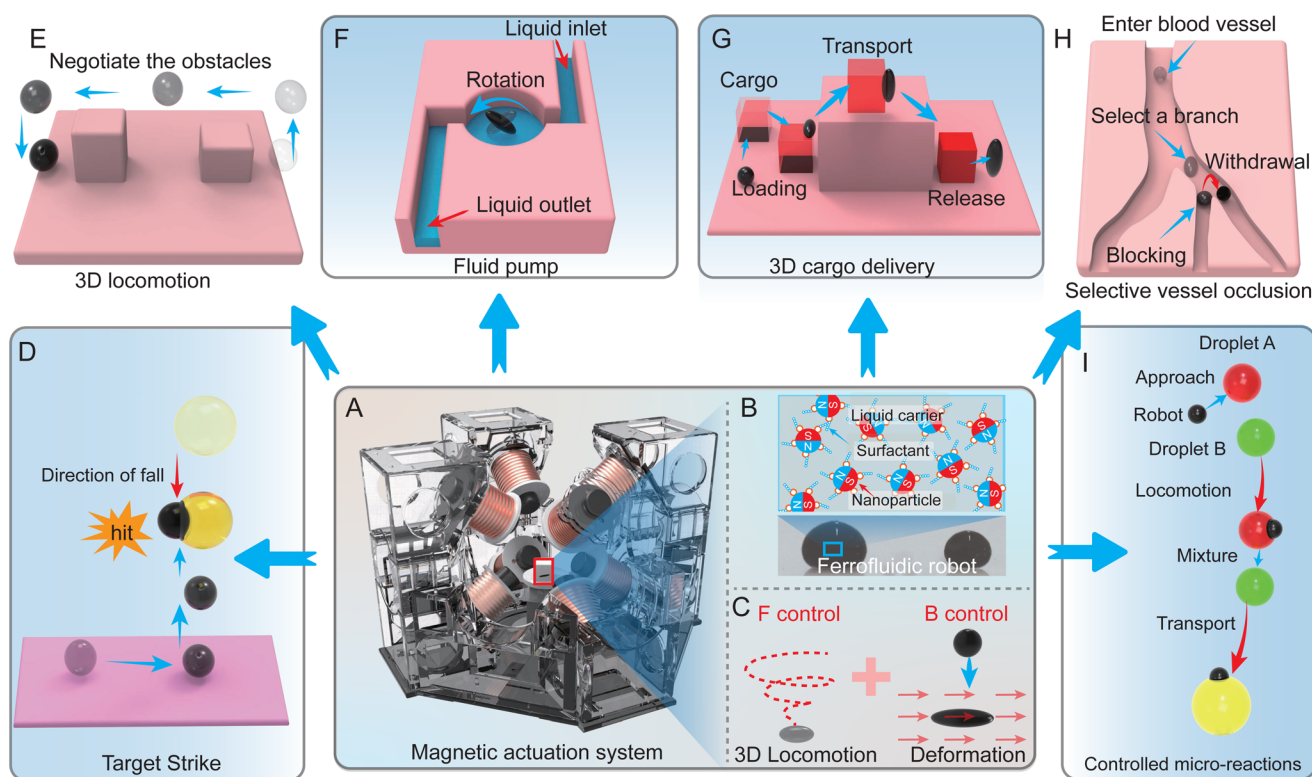 E
Negotiate the obstacles
3D locomotion
F
Liquid inlet
Rotation
Liquid outlet
Fluid pump
G
Transport
Cargo
Loading
Release
3D cargo delivery
H
Enter blood vessel
Select a branch
Withdrawal
Blocking
Selective vessel occlusion
D
Direction of fall
hit
Target Strike
A
Magnetic actuation system
B
Liquid carrier
Surfactant
Nanoparticle
Ferrofluidic robot
C
F control
B control
3D Locomotion
Deformation
I
Droplet A
Approach
Robot
Droplet B
Locomotion
Mixture
Transport
Controlled micro-reactions